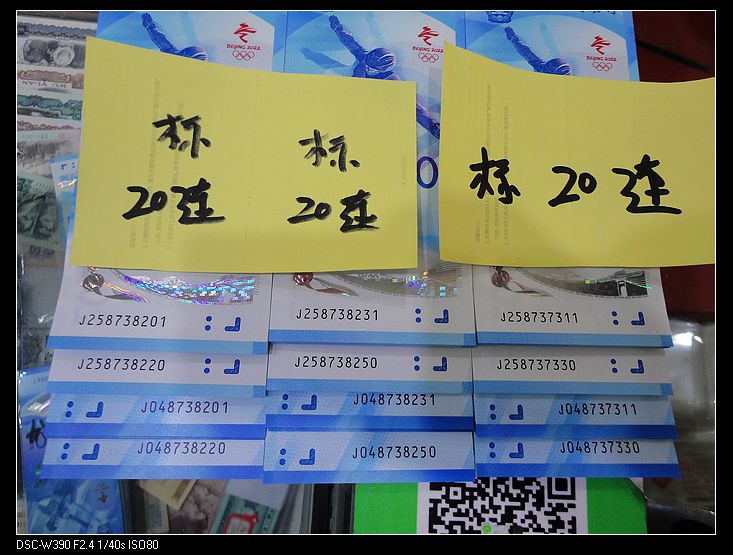 BEIJING 2022
BEIJING 2022
BEIJING 2022
标
20连
标
20连
标 20连
J258738201
J258738231
J258737311
J258738220
J258738250
J258737330
J048738201
J048738231
J048737311
J048738220
J048738250
J048737330
DSC-W390 F2.4 1/40s ISO80